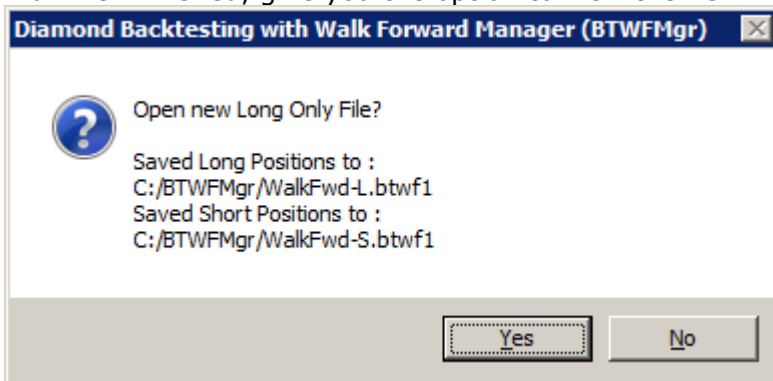 Diamond Backtesting with Walk Forward Manager (BTWFMgr)
Open new Long Only File?
Saved Long Positions to :
C:/BTWFMgr/WalkFwd-L.btwf1
Saved Short Positions to :
C:/BTWFMgr/WalkFwd-S.btwf1
Yes No